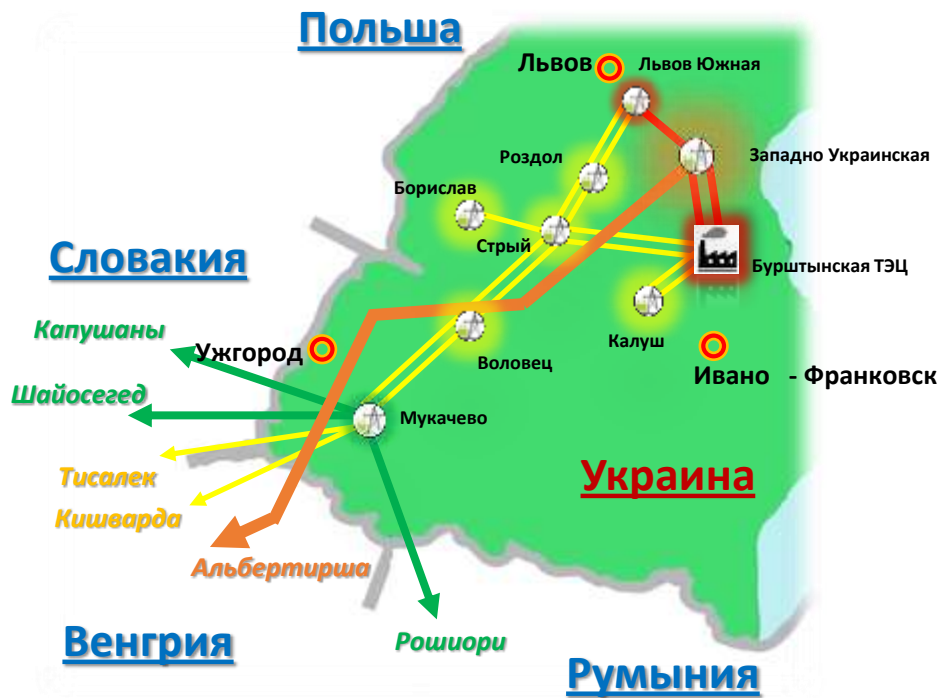 Польша
Львов
Львов Южная
Роздол
Западно Украинская
Борислав
Стрый
Словакия
Бурштынская ТЭЦ
Капушаны
Ужгород
Воловец
Калуш
Ивано - Франковск
Шайосегед
Мукачево
Тисалек
Украина
Кишварда
Альбертирша
Венгрия
Рошиори
Румыния